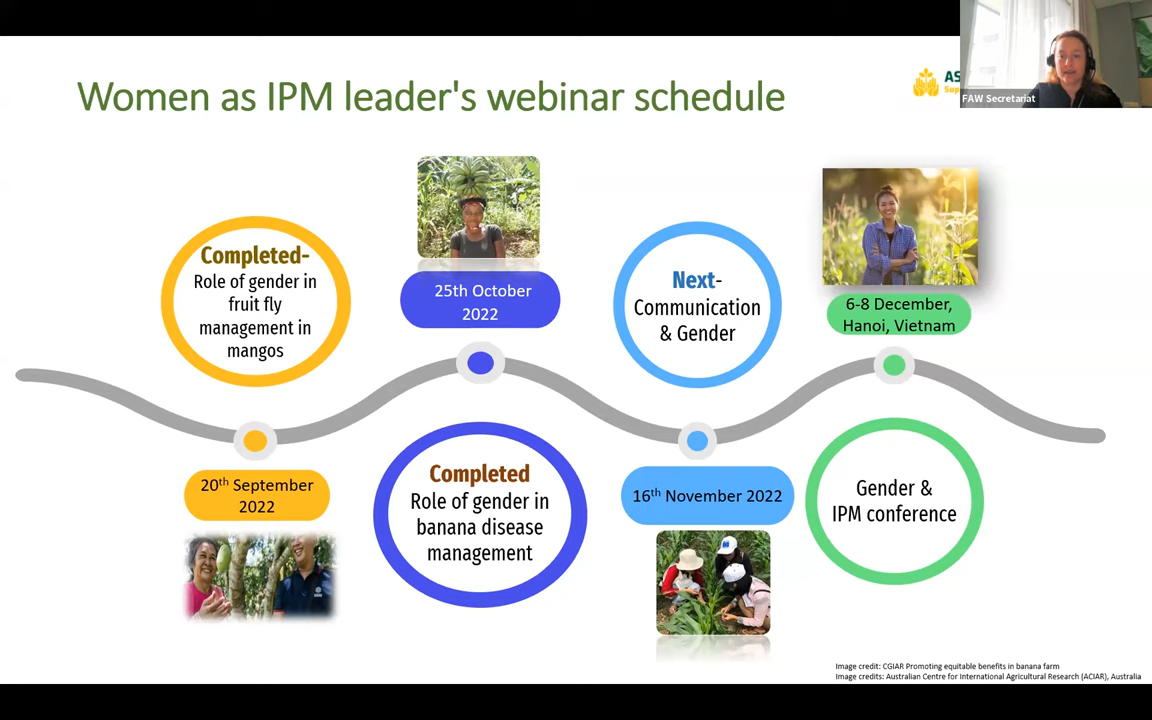 Women as IPM leader's webinar schedule
AS
FAW Secretariat
Completed-
Role of gender in
fruit fly
management in
mangos
25th October
2022
Next-
Communication
& Gender
6-8 December,
Hanoi, Vietnam
20th September
2022
Completed
Role of gender in
banana disease
management
16th November 2022
Gender &
IPM conference
Image credit: CGIAR Promoting equitable benefits in banana farm
Image credits: Australian Centre for International Agricultural Research (ACIAR), Australia